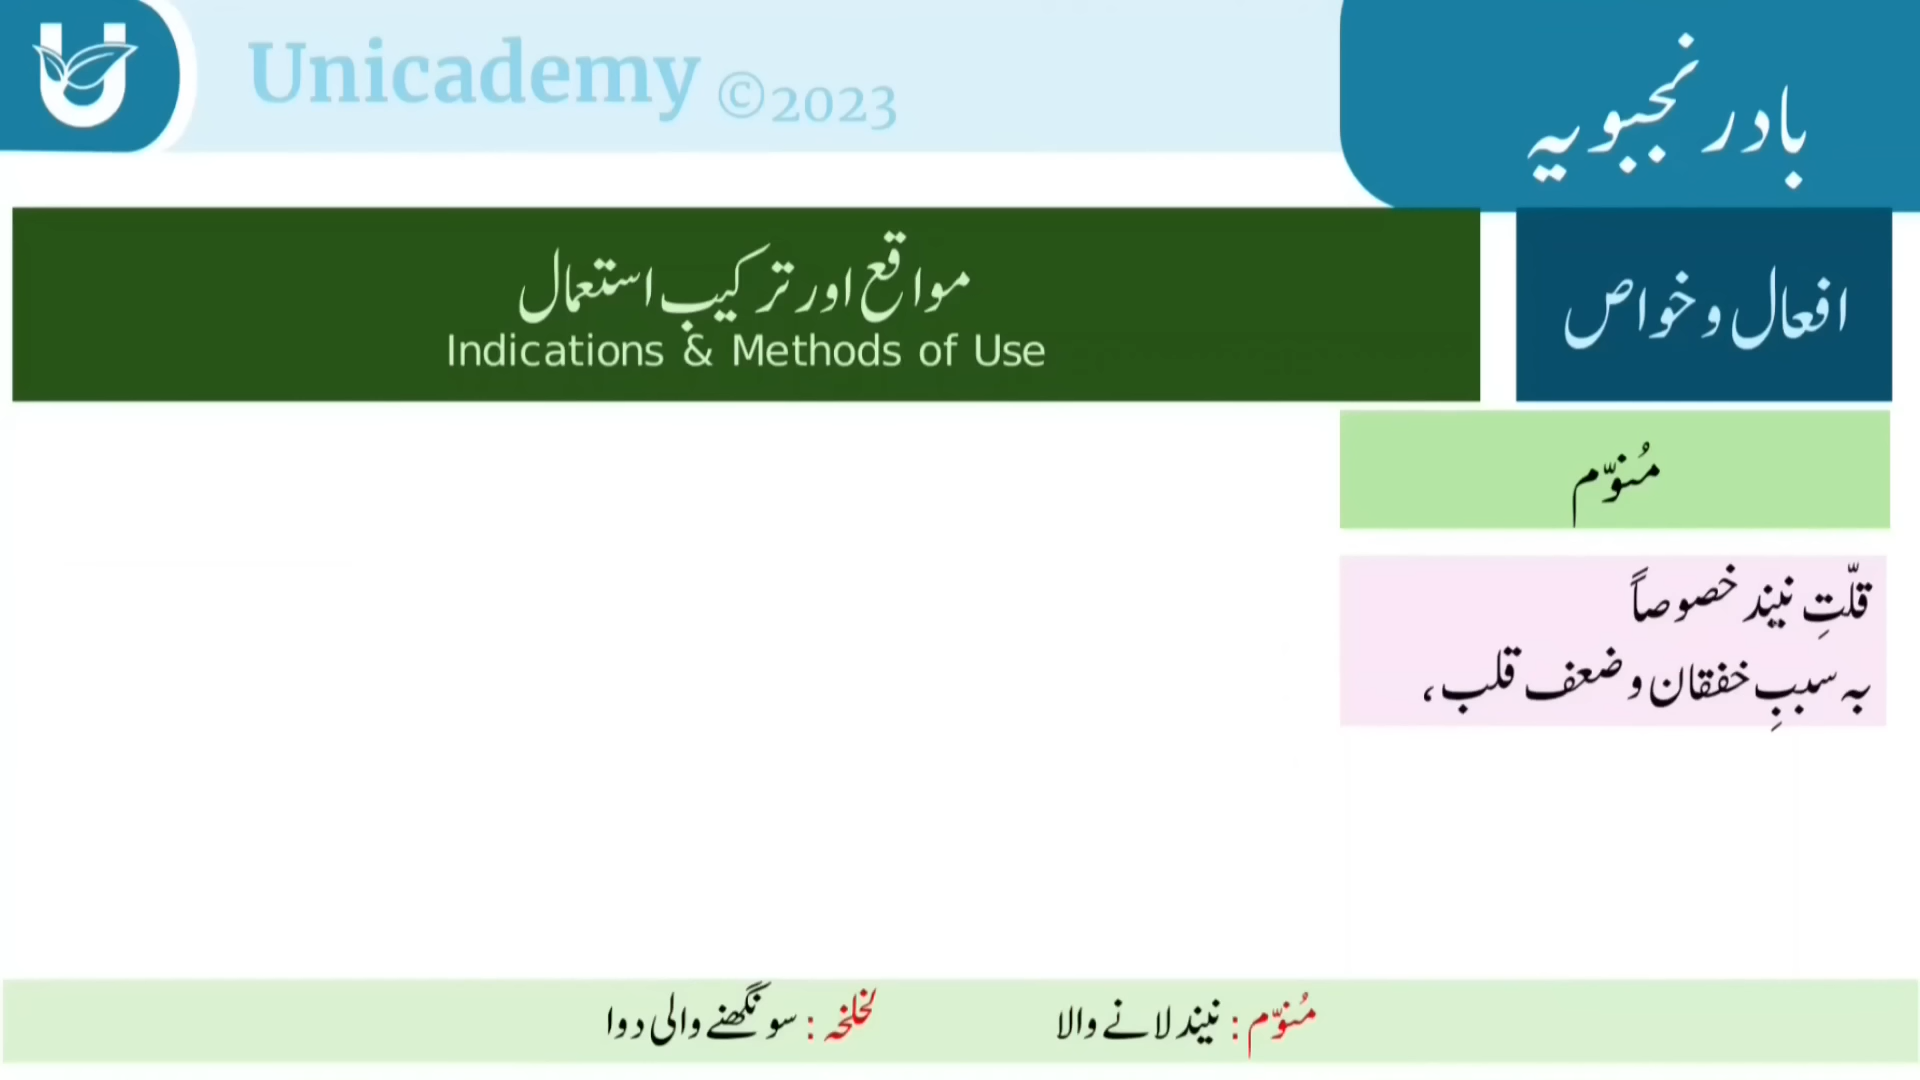 Unicademy ©2023
بادرنجبویہ
افعال و خواص
مواقع اور ترکیب استعمال
Indications & Methods of Use
مُنوّم
قلّتِ نیند خصوصاً
بہ سببِ خفقان و ضعف قلب،
مُنوّم : نیند لانے والا
لخلخہ : سونگھنے والی دوا